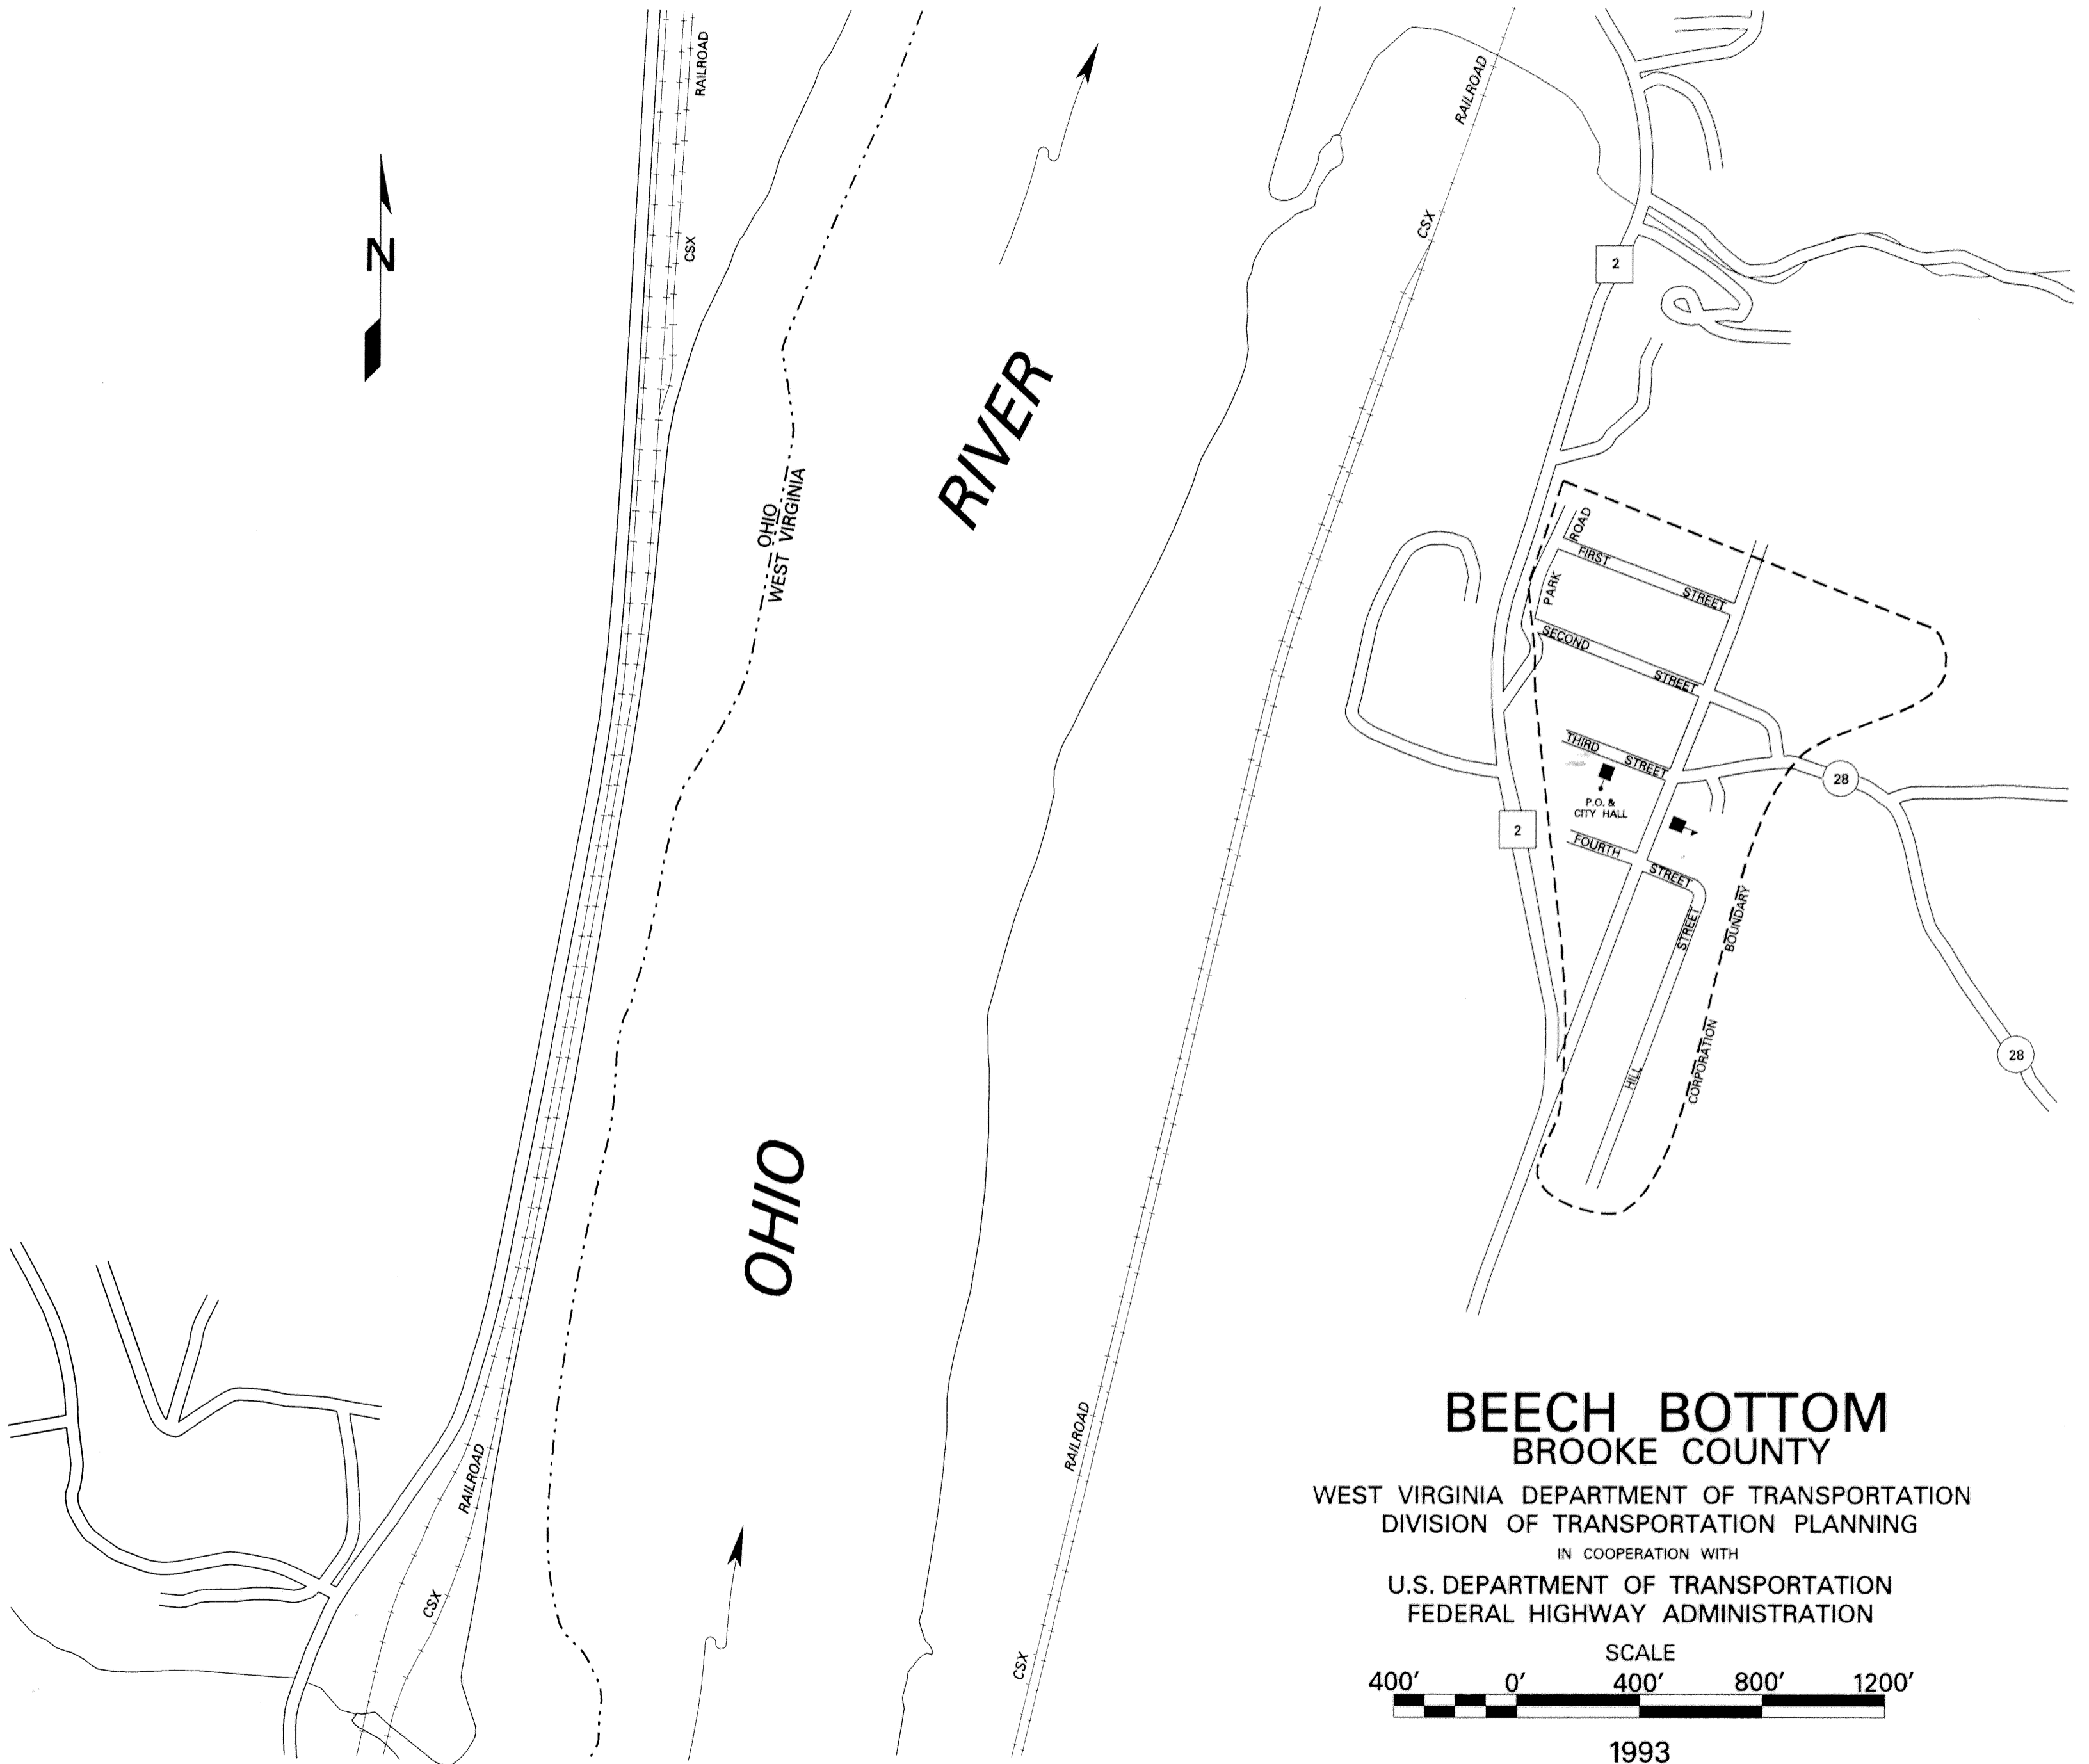 RAILROAD
CSX
N
RAILROAD
CSX
2
RIVER
OHIO
WEST VIRGINIA
ROAD
PARK
FIRST STREET
SECOND STREET
THIRD STREET
P.O. &
CITY HALL
28
2
FOURTH STREET
HILL STREET
CORPORATION BOUNDARY
28
OHIO
RAILROAD
CSX
RAILROAD
CSX
BEECH BOTTOM
BROOKE COUNTY
WEST VIRGINIA DEPARTMENT OF TRANSPORTATION
DIVISION OF TRANSPORTATION PLANNING
IN COOPERATION WITH
U.S. DEPARTMENT OF TRANSPORTATION
FEDERAL HIGHWAY ADMINISTRATION
SCALE
400' 0' 400' 800' 1200'
1993